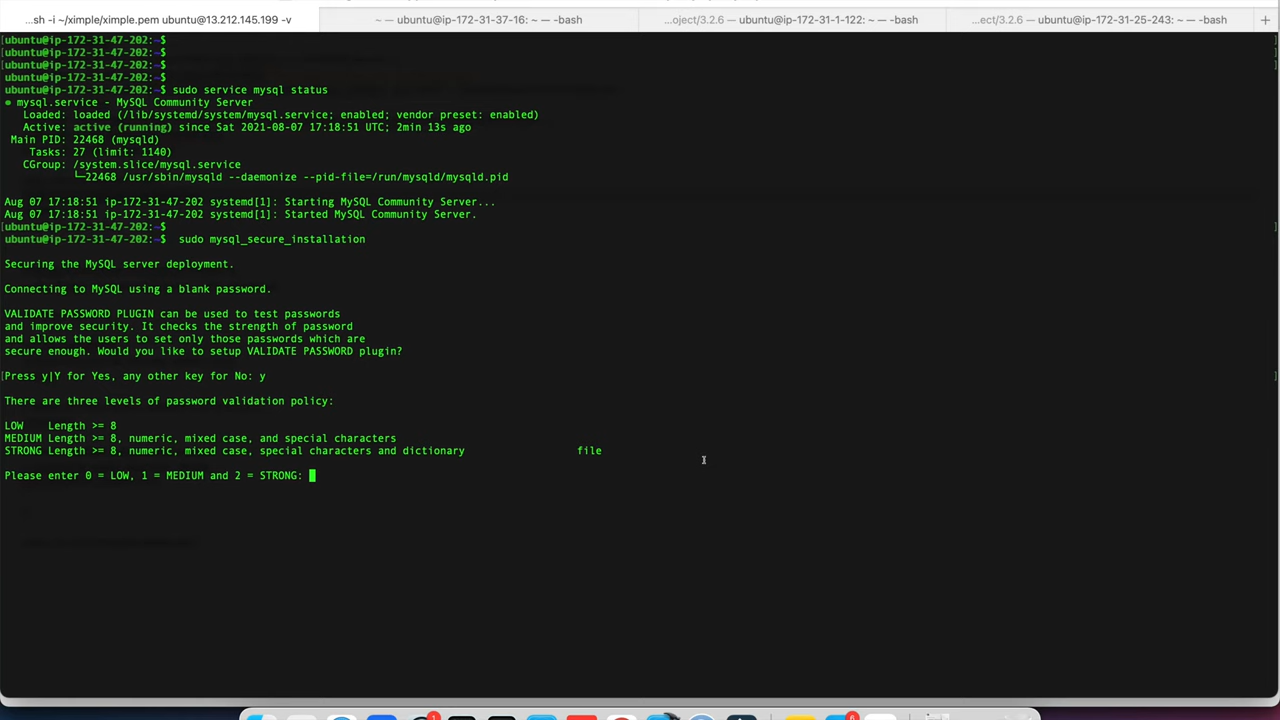 ...sh -i ~/ximple/ximple.pem ubuntu@13.212.145.199 -v
~ — ubuntu@ip-172-31-37-16: ~ — -bash
...oject/3.2.6 — ubuntu@ip-172-31-1-122: ~ — -bash
...ect/3.2.6 — ubuntu@ip-172-31-25-243: ~ — -bash
+
[ubuntu@ip-172-31-47-202:~$ ]
[ubuntu@ip-172-31-47-202:~$ ]
[ubuntu@ip-172-31-47-202:~$ ]
[ubuntu@ip-172-31-47-202:~$ ]
ubuntu@ip-172-31-47-202:~$ sudo service mysql status
● mysql.service - MySQL Community Server
Loaded: loaded (/lib/systemd/system/mysql.service; enabled; vendor preset: enabled)
Active: active (running) since Sat 2021-08-07 17:18:51 UTC; 2min 13s ago
Main PID: 22468 (mysqld)
Tasks: 27 (limit: 1140)
CGroup: /system.slice/mysql.service
└─22468 /usr/sbin/mysqld --daemonize --pid-file=/run/mysqld/mysqld.pid
Aug 07 17:18:51 ip-172-31-47-202 systemd[1]: Starting MySQL Community Server...
Aug 07 17:18:51 ip-172-31-47-202 systemd[1]: Started MySQL Community Server.
[ubuntu@ip-172-31-47-202:~$ ]
ubuntu@ip-172-31-47-202:~$ sudo mysql_secure_installation
Securing the MySQL server deployment.
Connecting to MySQL using a blank password.
VALIDATE PASSWORD PLUGIN can be used to test passwords
and improve security. It checks the strength of password
and allows the users to set only those passwords which are
secure enough. Would you like to setup VALIDATE PASSWORD plugin?
[Press y|Y for Yes, any other key for No: y ]
There are three levels of password validation policy:
LOW Length >= 8
MEDIUM Length >= 8, numeric, mixed case, and special characters
STRONG Length >= 8, numeric, mixed case, special characters and dictionary file
Please enter 0 = LOW, 1 = MEDIUM and 2 = STRONG: